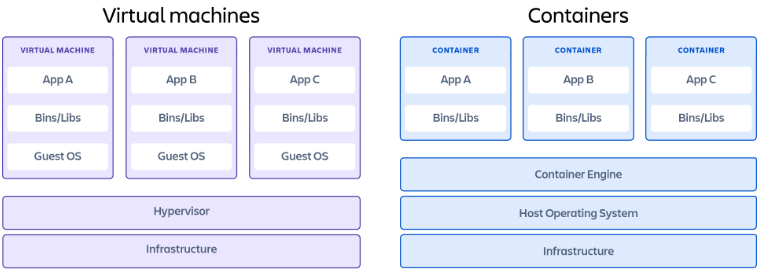 Virtual machines
VIRTUAL MACHINE
App A
Bins/Libs
Guest OS
VIRTUAL MACHINE
App B
Bins/Libs
Guest OS
VIRTUAL MACHINE
App C
Bins/Libs
Guest OS
Hypervisor
Infrastructure
Containers
CONTAINER
App A
Bins/Libs
CONTAINER
App B
Bins/Libs
CONTAINER
App C
Bins/Libs
Container Engine
Host Operating System
Infrastructure